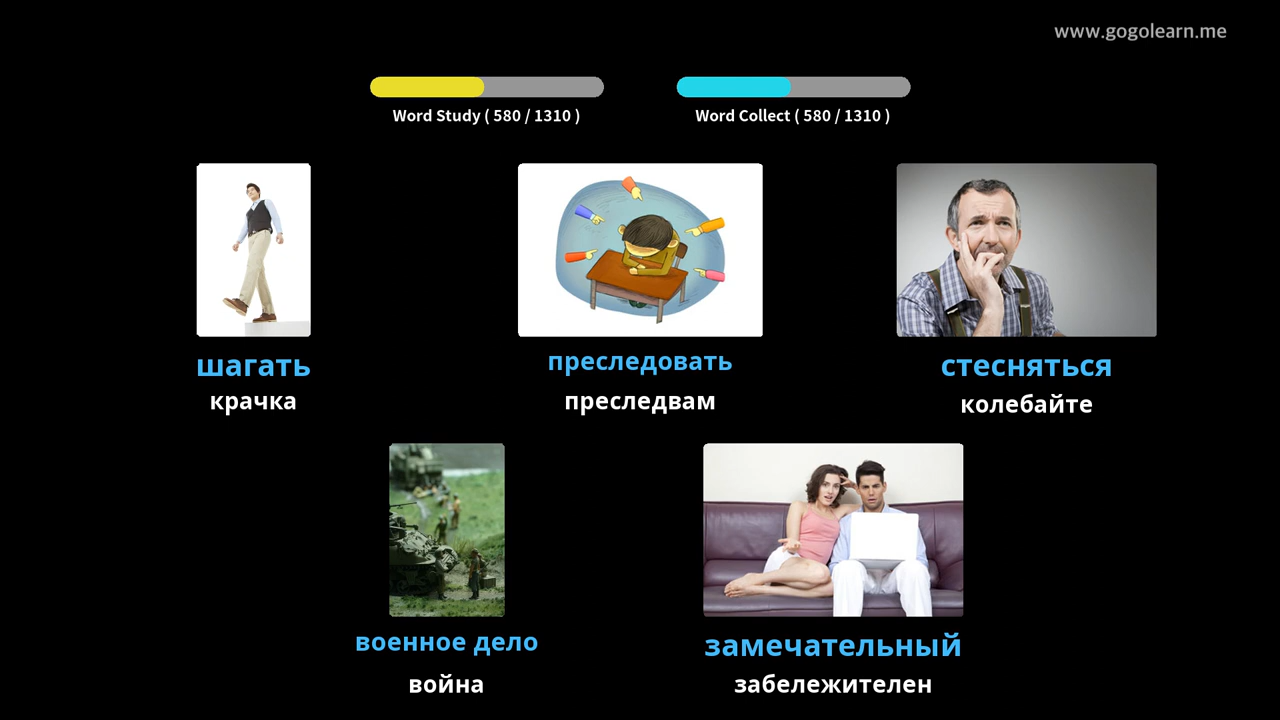 www.gogolearn.me
Word Study ( 580 / 1310 )
Word Collect ( 580 / 1310 )
шагать
крачка
преследовать
преследвам
стесняться
колебайте
военное дело
война
замечательный
забележителен